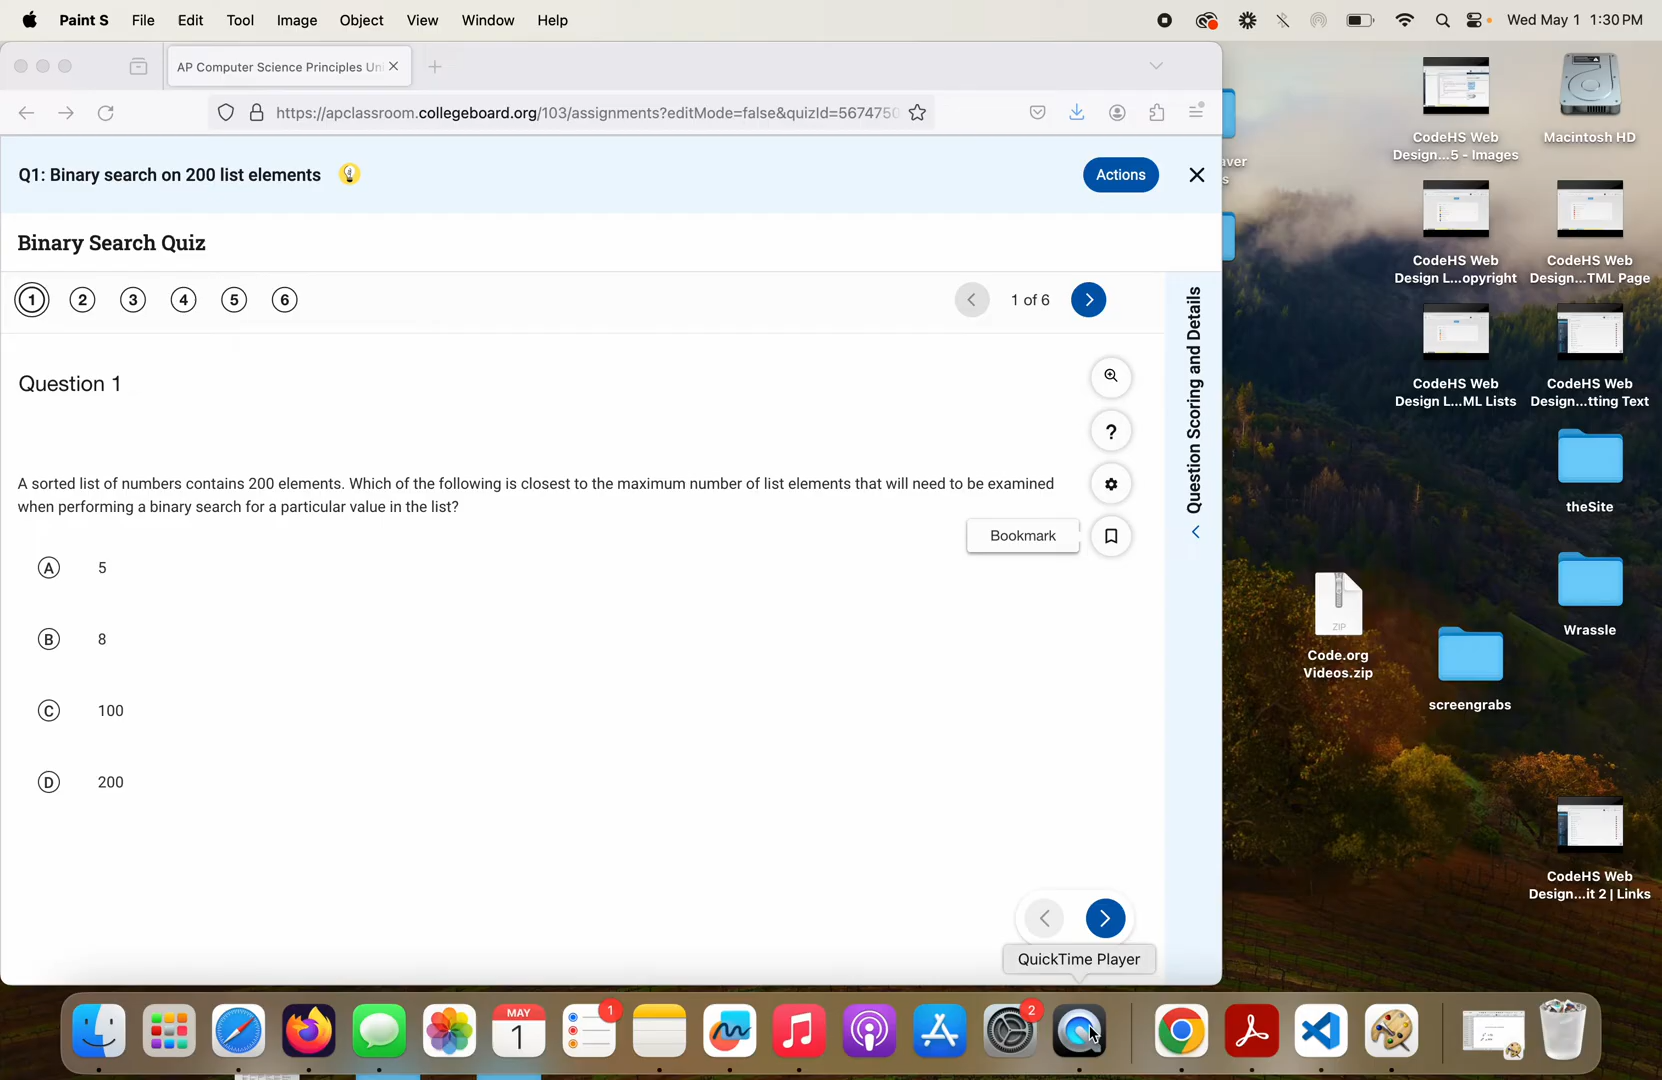 Paint S File Edit Tool Image Object View Window Help Wed May 1 1:30 PM
AP Computer Science Principles Uni
https://apclassroom.collegeboard.org/103/assignments?editMode=false&quizId=5674750
Q1: Binary search on 200 list elements
Actions
Binary Search Quiz
1 2 3 4 5 6
1 of 6
Question Scoring and Details
Question 1
A sorted list of numbers contains 200 elements. Which of the following is closest to the maximum number of list elements that will need to be examined
when performing a binary search for a particular value in the list?
Bookmark
A 5
B 8
C 100
D 200
QuickTime Player
CodeHS Web
Design...5 - Images
Macintosh HD
CodeHS Web
Design L...opyright
CodeHS Web
Design...TML Page
CodeHS Web
Design L...ML Lists
CodeHS Web
Design...tting Text
theSite
Wrassle
ZIP
Code.org
Videos.zip
screengrabs
CodeHS Web
Design...it 2 | Links
MAY
1
1
2